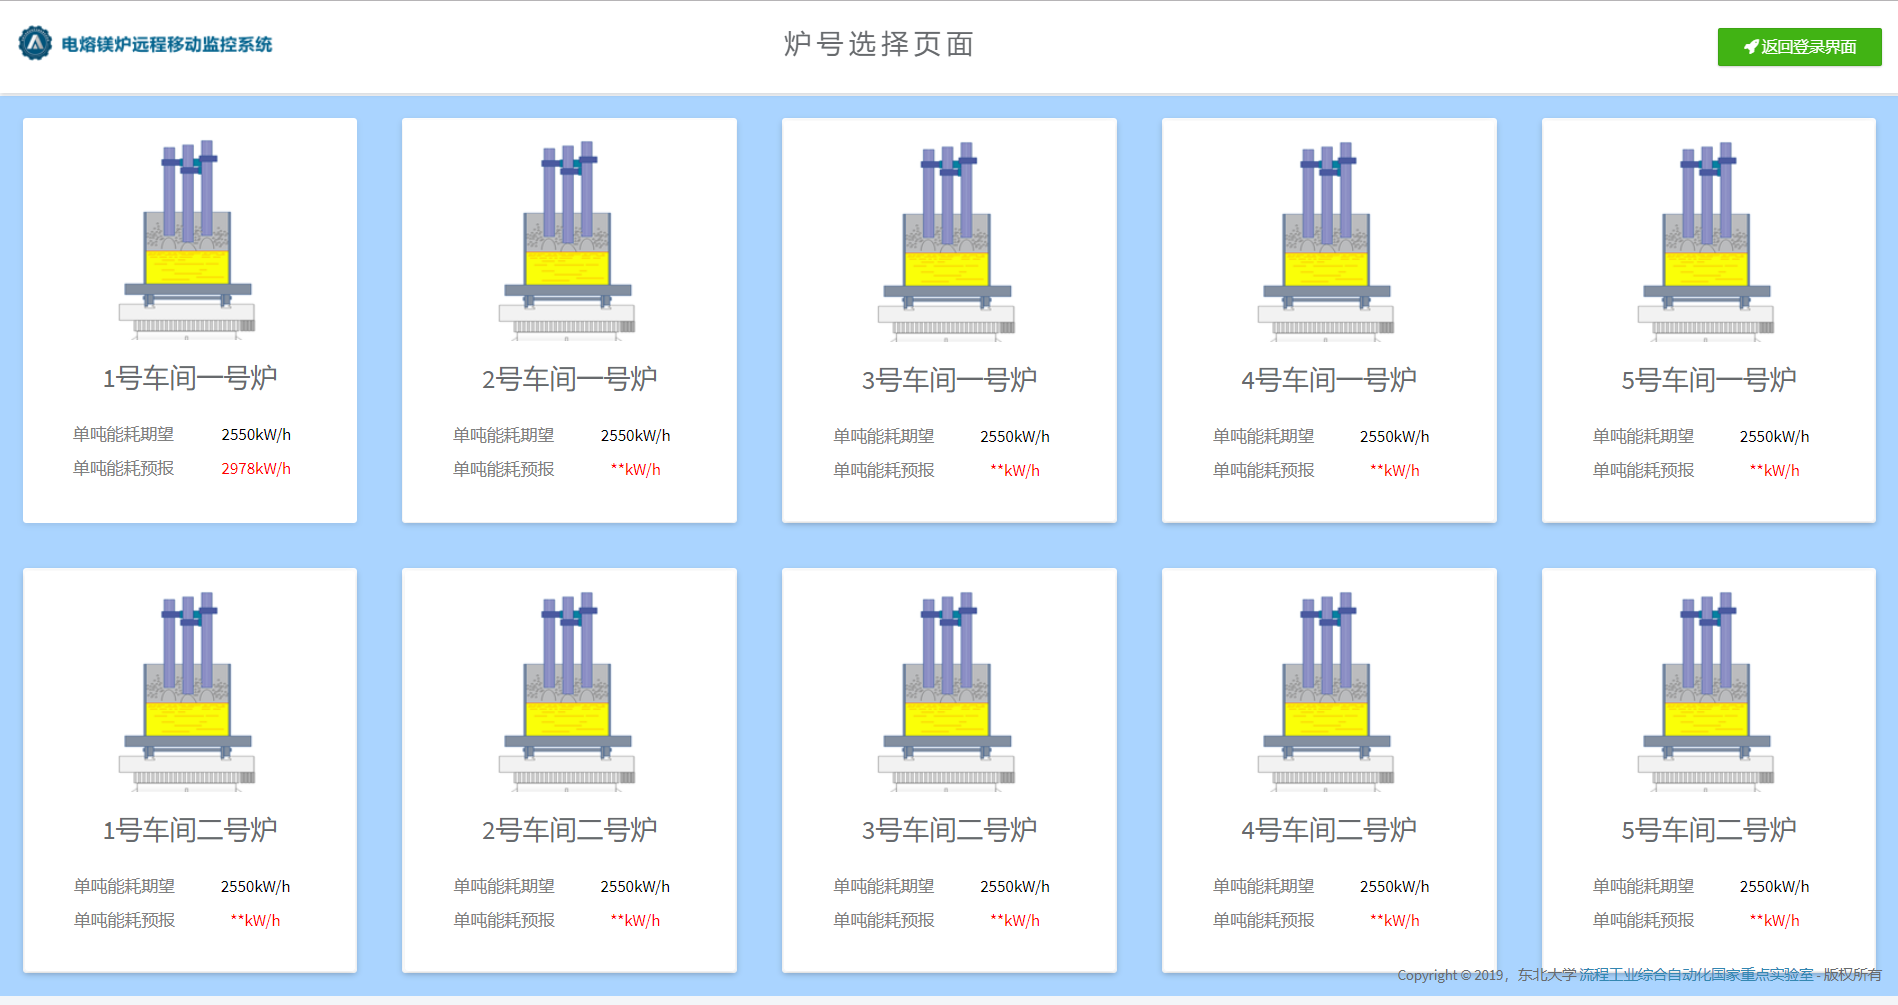 电熔镁炉远程移动监控系统
炉号选择页面
返回登录界面
1号车间一号炉
单吨能耗期望 2550kW/h
单吨能耗预报 2978kW/h
2号车间一号炉
单吨能耗期望 2550kW/h
单吨能耗预报 **kW/h
3号车间一号炉
单吨能耗期望 2550kW/h
单吨能耗预报 **kW/h
4号车间一号炉
单吨能耗期望 2550kW/h
单吨能耗预报 **kW/h
5号车间一号炉
单吨能耗期望 2550kW/h
单吨能耗预报 **kW/h
1号车间二号炉
单吨能耗期望 2550kW/h
单吨能耗预报 **kW/h
2号车间二号炉
单吨能耗期望 2550kW/h
单吨能耗预报 **kW/h
3号车间二号炉
单吨能耗期望 2550kW/h
单吨能耗预报 **kW/h
4号车间二号炉
单吨能耗期望 2550kW/h
单吨能耗预报 **kW/h
5号车间二号炉
单吨能耗期望 2550kW/h
单吨能耗预报 **kW/h
Copyright © 2019，东北大学 流程工业综合自动化国家重点实验室 - 版权所有